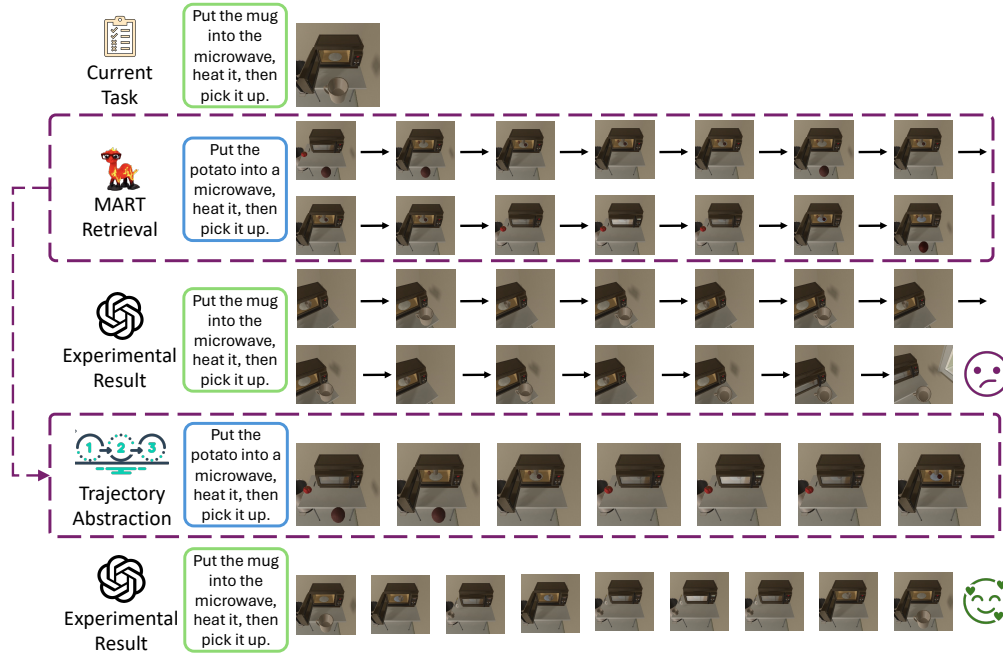 Current
Task
Put the mug
into the
microwave,
heat it, then
pick it up.
MART
Retrieval
Put the
potato into a
microwave,
heat it, then
pick it up.
Experimental
Result
Put the mug
into the
microwave,
heat it, then
pick it up.
1 2 3
Trajectory
Abstraction
Put the
potato into a
microwave,
heat it, then
pick it up.
Experimental
Result
Put the mug
into the
microwave,
heat it, then
pick it up.